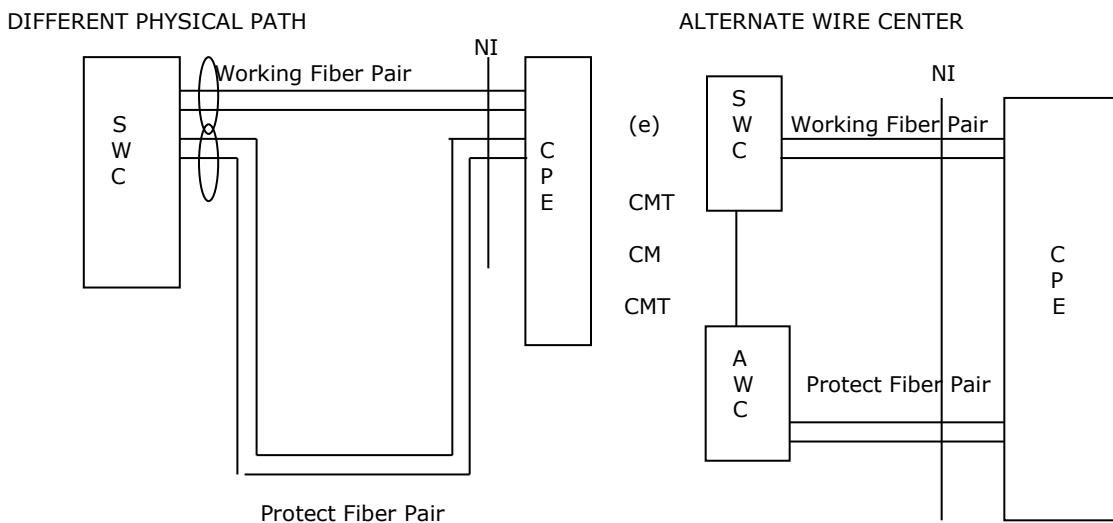 DIFFERENT PHYSICAL PATH
NI
Working Fiber Pair
S
W
C
C
P
E
Protect Fiber Pair
ALTERNATE WIRE CENTER
NI
(e)
S
W
C
Working Fiber Pair
CMT
CM
CMT
C
P
E
A
W
C
Protect Fiber Pair